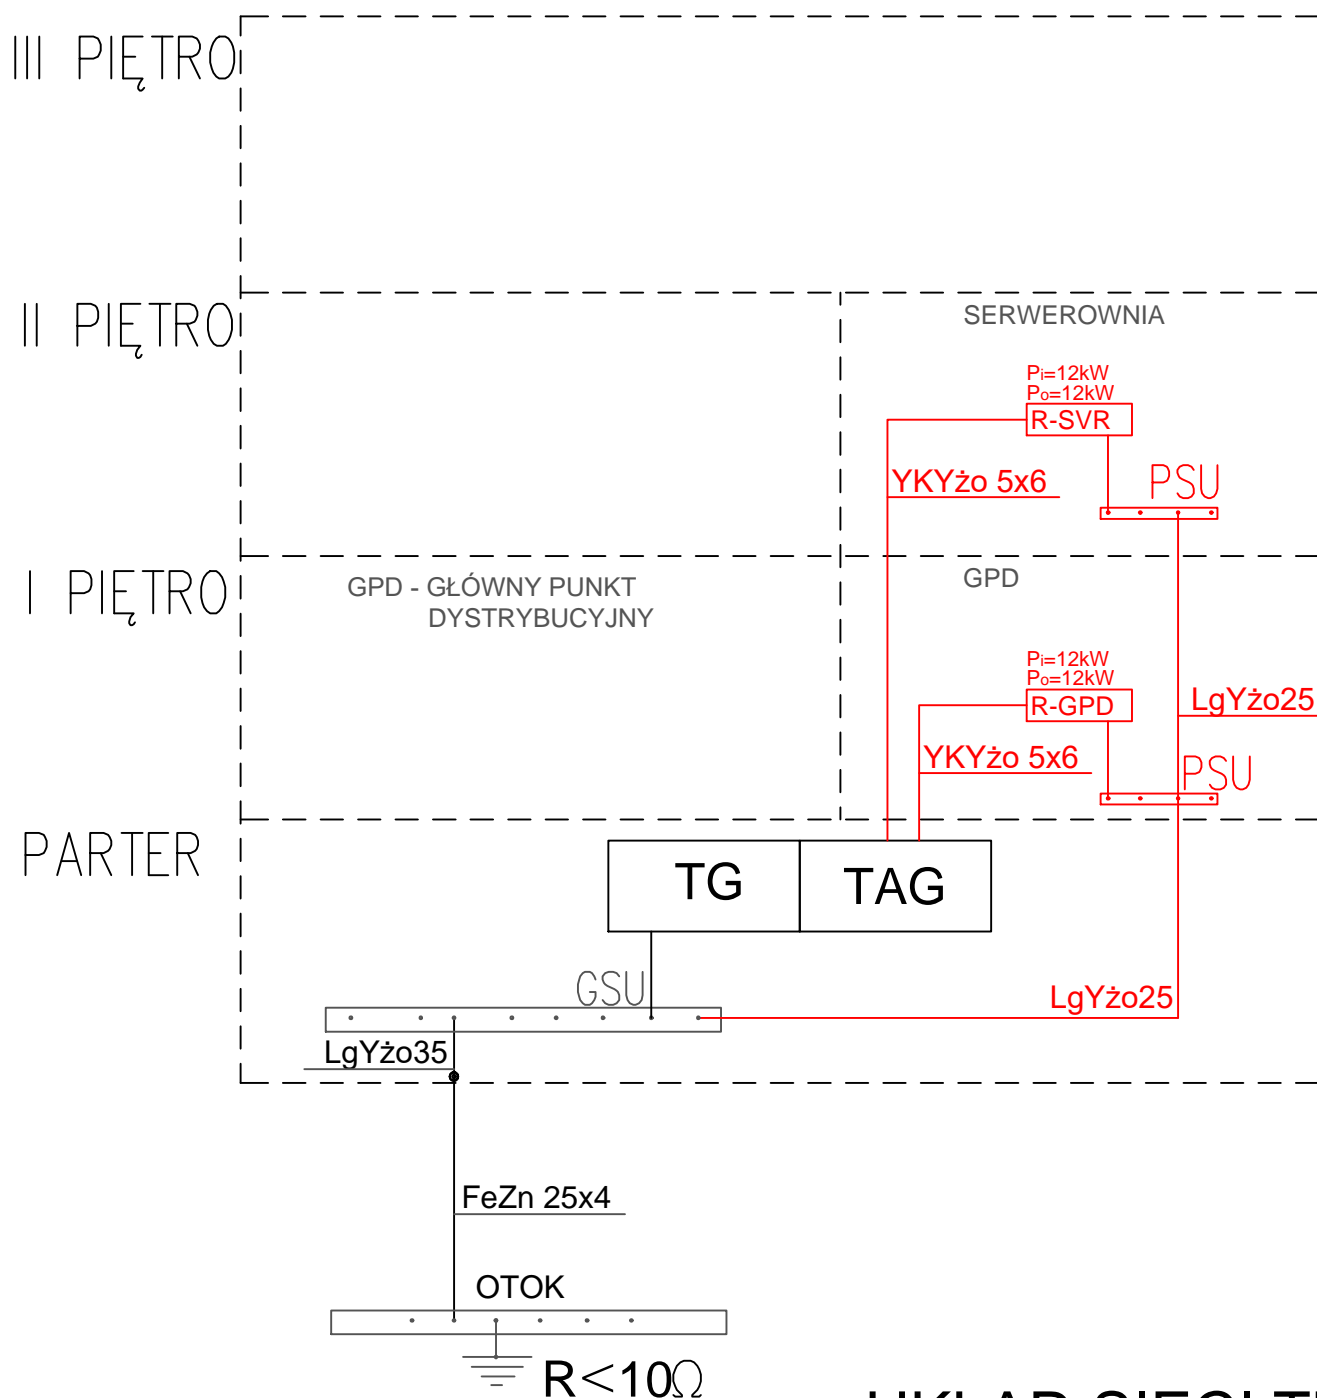 III PIĘTRO
II PIĘTRO
SERWEROWNIA
Pi=12kW
Po=12kW
R-SVR
YKYżo 5x6
PSU
I PIĘTRO
GPD - GŁÓWNY PUNKT
DYSTRYBUCYJNY
GPD
Pi=12kW
Po=12kW
R-GPD
LgYżo25
YKYżo 5x6
PSU
PARTER
TG
TAG
GSU
LgYżo25
LgYżo35
FeZn 25x4
OTOK
R<10Ω